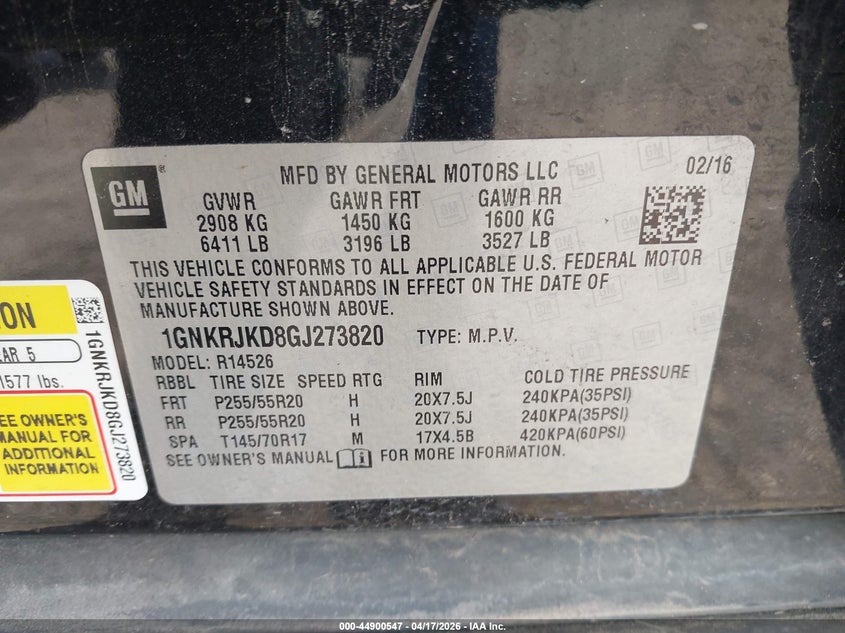 MFD BY GENERAL MOTORS LLC 02/16
GM
GVWR GAWR FRT GAWR RR
2908 KG 1450 KG 1600 KG
6411 LB 3196 LB 3527 LB
THIS VEHICLE CONFORMS TO ALL APPLICABLE U.S. FEDERAL MOTOR
VEHICLE SAFETY STANDARDS IN EFFECT ON THE DATE OF
MANUFACTURE SHOWN ABOVE.
1GNKRJKD8GJ273820 TYPE: M.P.V.
MODEL: R14526
RBBL TIRE SIZE SPEED RTG RIM COLD TIRE PRESSURE
FRT P255/55R20 H 20X7.5J 240KPA(35PSI)
RR P255/55R20 H 20X7.5J 240KPA(35PSI)
SPA T145/70R17 M 17X4.5B 420KPA(60PSI)
SEE OWNER'S MANUAL FOR MORE INFORMATION.
ION
EAR 5
1577 lbs.
SEE OWNER'S
MANUAL FOR
ADDITIONAL
INFORMATION
1GNKRJKD8GJ273820
000-44900547 - 04/17/2026 - IAA Inc.